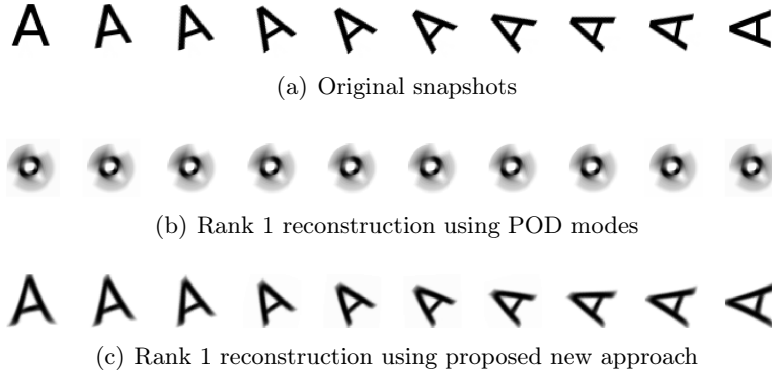 A A A A A A A A A A
(a) Original snapshots
(b) Rank 1 reconstruction using POD modes
A A A A A A A A A A
(c) Rank 1 reconstruction using proposed new approach